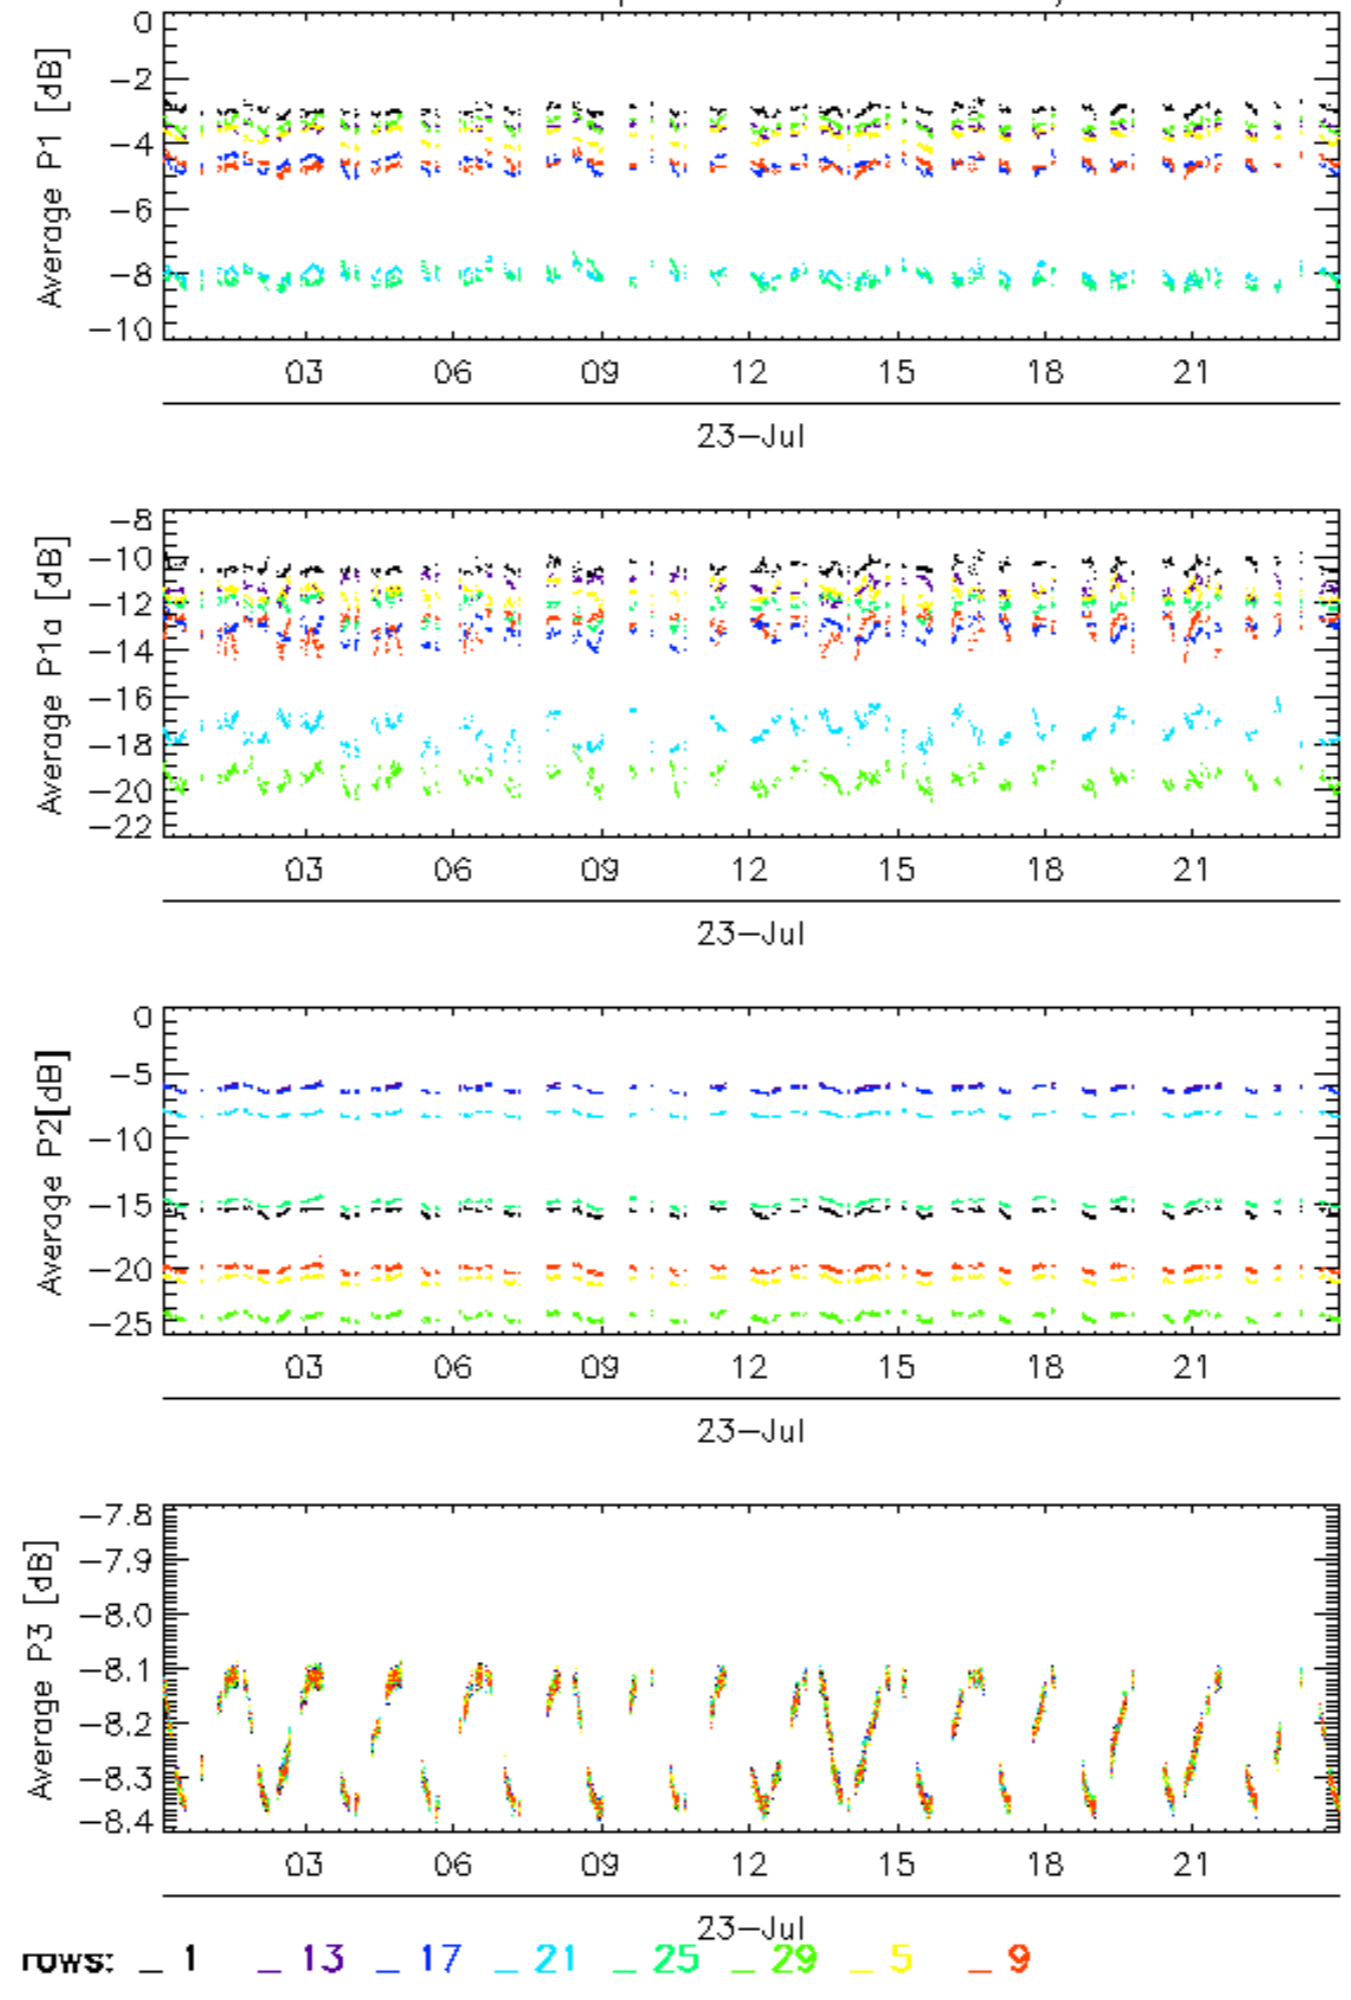 0
−2
−4
−6
−8
−10
Average P1 [dB]
03 06 09 12 15 18 21
23−Jul
−8
−10
−12
−14
−16
−18
−20
−22
Average P1a [dB]
03 06 09 12 15 18 21
23−Jul
0
−5
−10
−15
−20
−25
Average P2[dB]
03 06 09 12 15 18 21
23−Jul
−7.8
−7.9
−8.0
−8.1
−8.2
−8.3
−8.4
Average P3 [dB]
03 06 09 12 15 18 21
23−Jul
rows: _ 1 _ 13 _ 17 _ 21 _ 25 _ 29 _ 5 _ 9